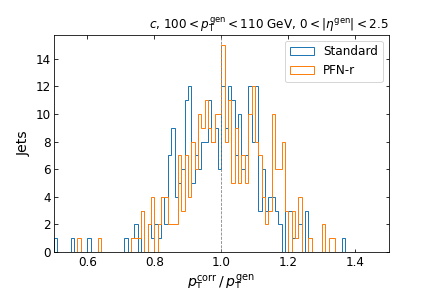 c, 100 < p_T^gen < 110 GeV, 0 < |η^gen| < 2.5
Standard
PFN-r
Jets
14
12
10
8
6
4
2
0
0.6 0.8 1.0 1.2 1.4
p_T^corr / p_T^gen